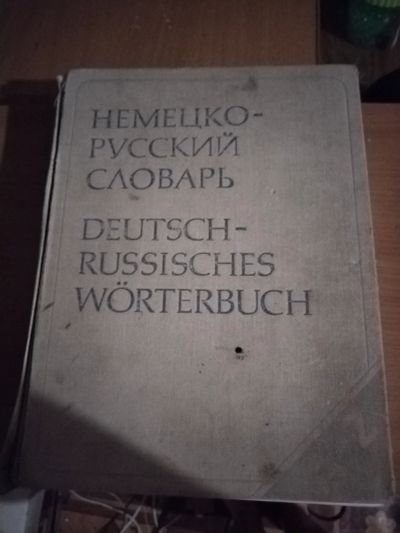 НЕМЕЦКО-
РУССКИЙ
СЛОВАРЬ
DEUTSCH-
RUSSISCHES
WÖRTERBUCH